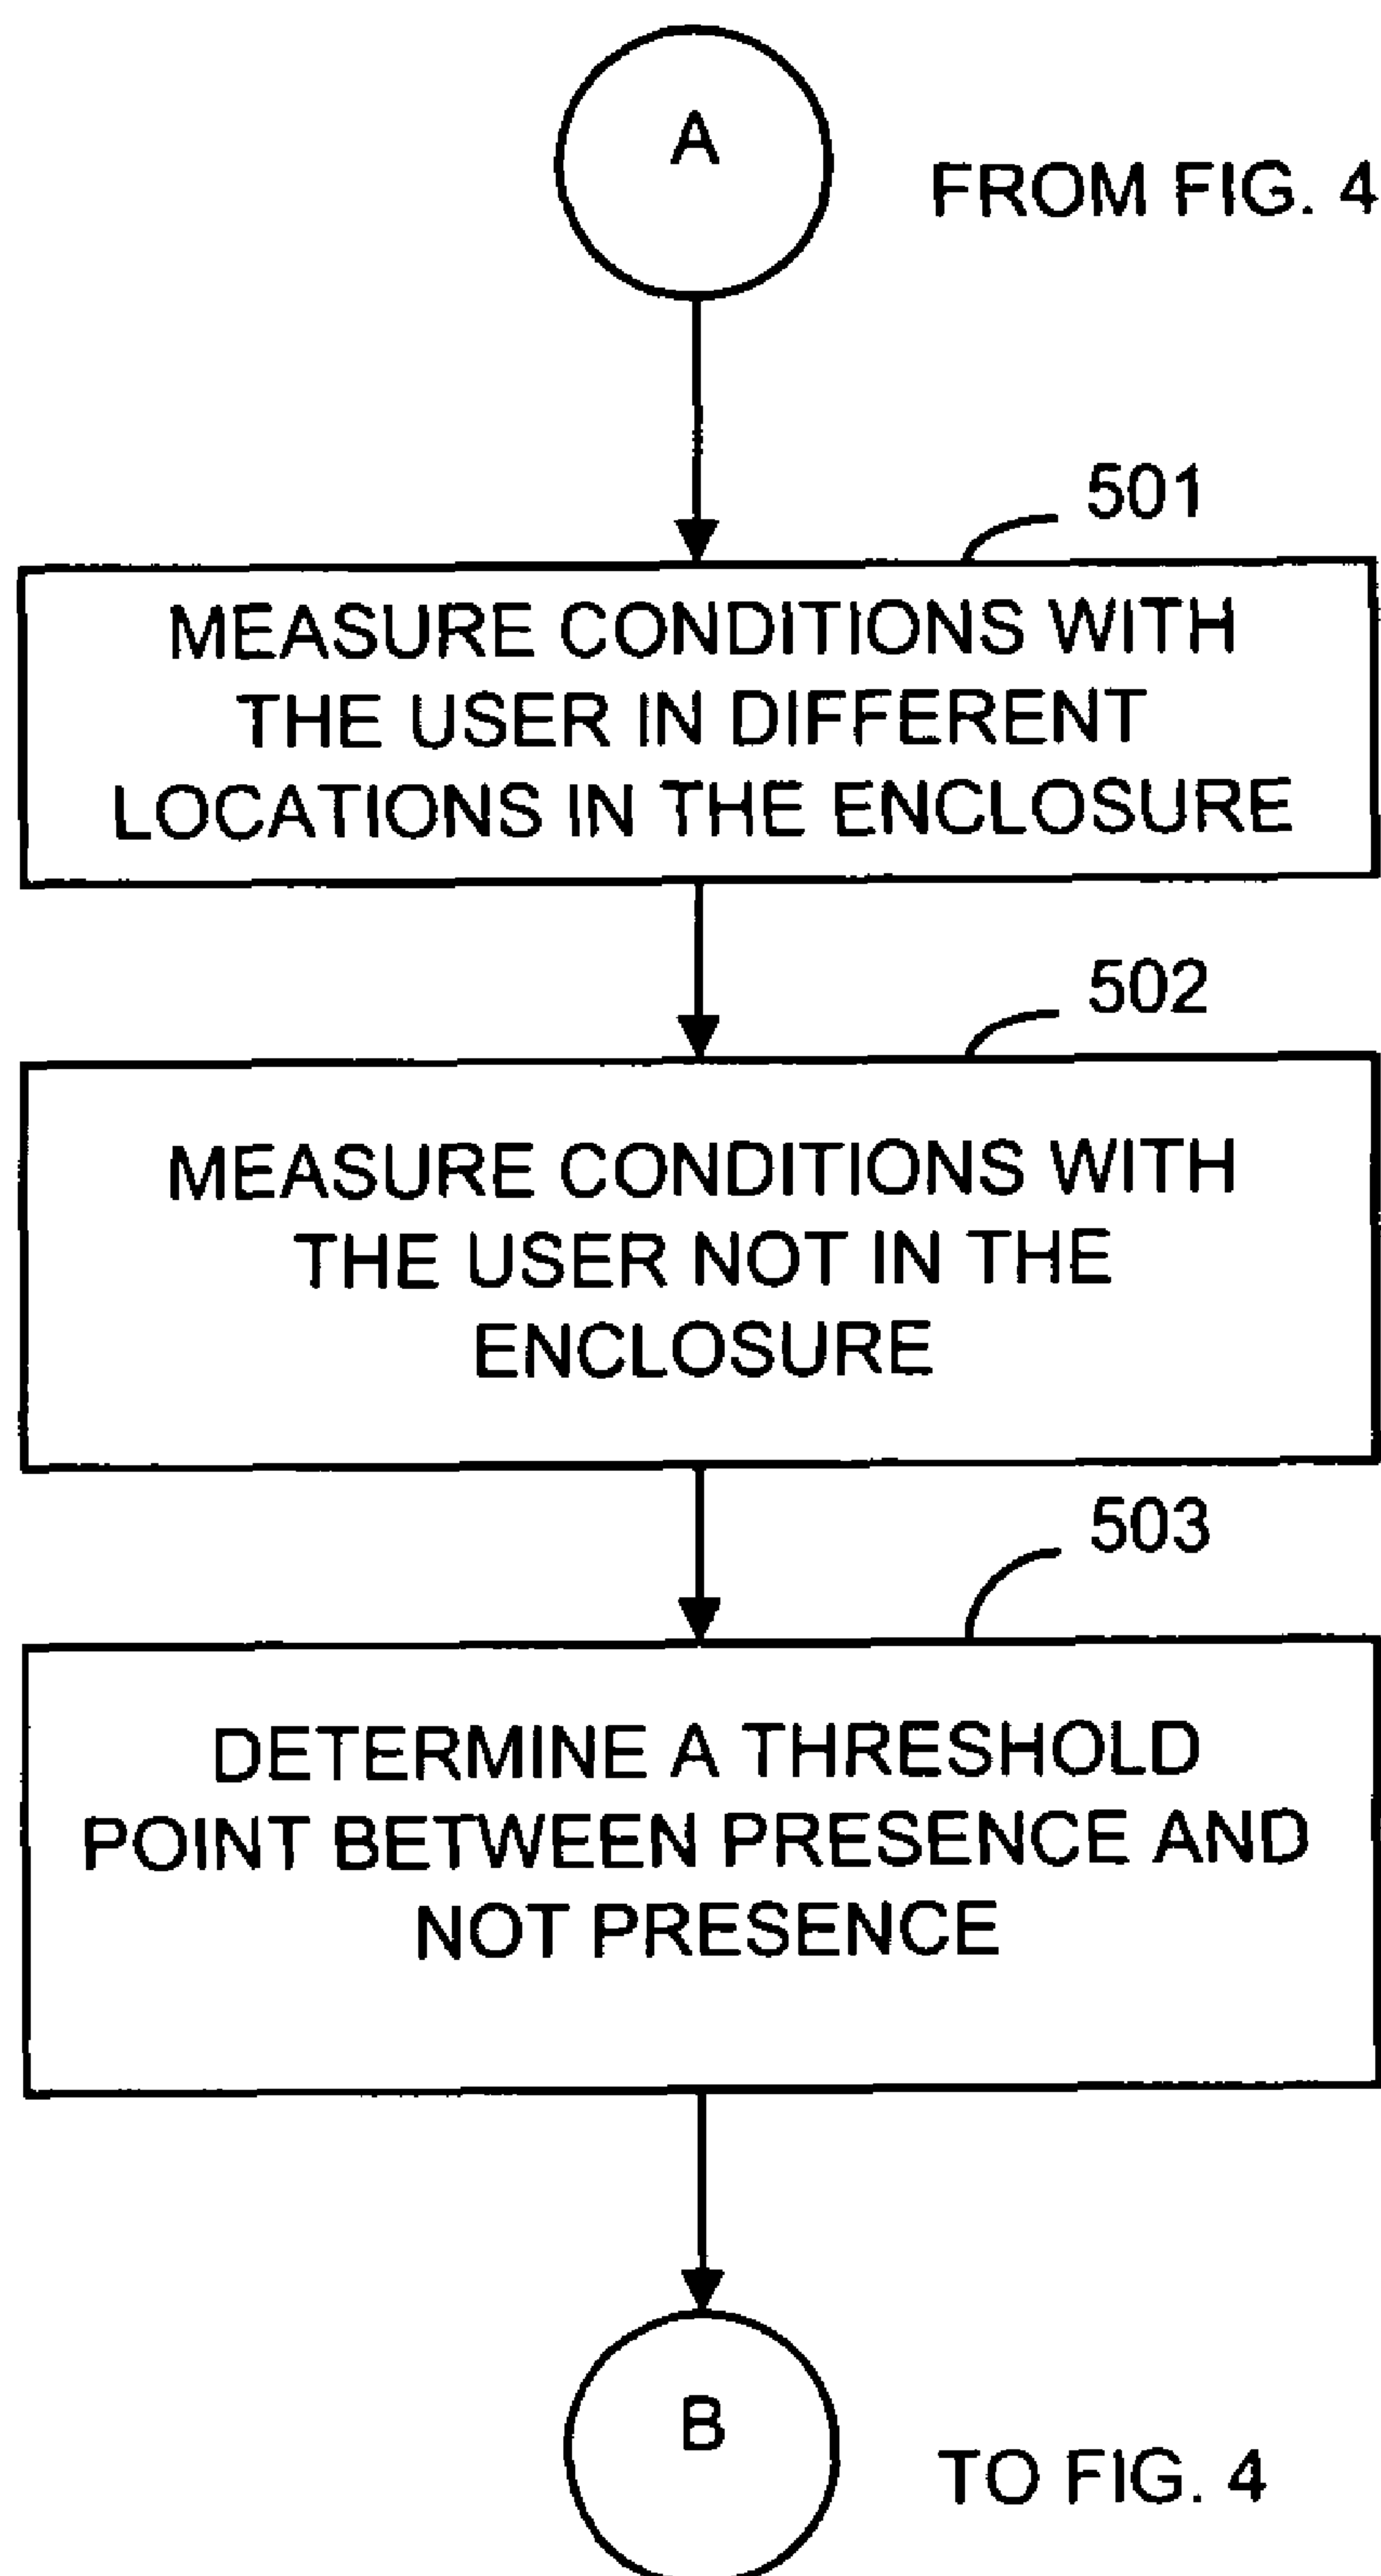 A
FROM FIG. 4
501
MEASURE CONDITIONS WITH
THE USER IN DIFFERENT
LOCATIONS IN THE ENCLOSURE
502
MEASURE CONDITIONS WITH
THE USER NOT IN THE
ENCLOSURE
503
DETERMINE A THRESHOLD
POINT BETWEEN PRESENCE AND
NOT PRESENCE
B
TO FIG. 4